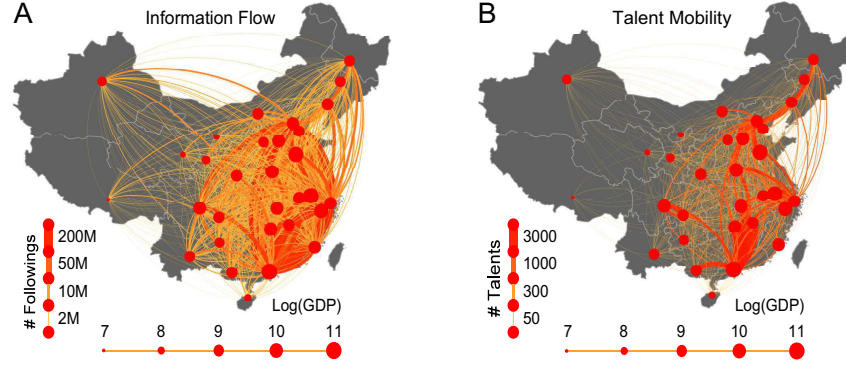 A
Information Flow
# Followings
200M
50M
10M
2M
Log(GDP)
7 8 9 10 11
B
Talent Mobility
# Talents
3000
1000
300
50
Log(GDP)
7 8 9 10 11